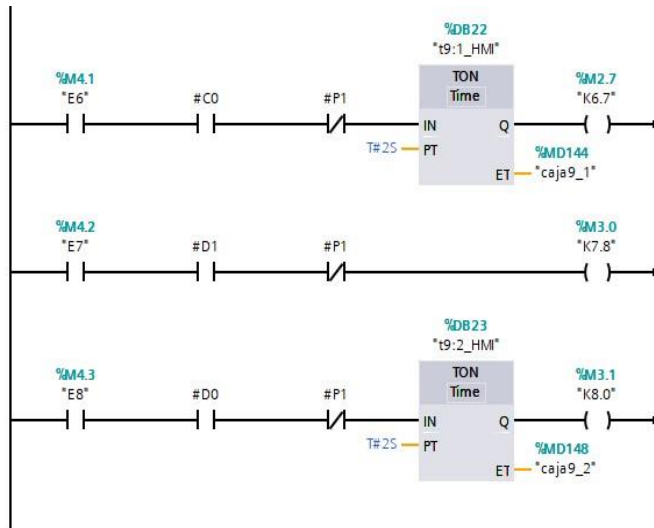 %DB22
"t9:1_HMI"
%M4.1 TON %M2.7
"E6" #C0 #P1 Time "K6.7"
IN Q
T#2S PT %MD144
ET "caja9_1"
%M4.2 %M3.0
"E7" #D1 #P1 "K7.8"
%DB23
"t9:2_HMI"
%M4.3 TON %M3.1
"E8" #D0 #P1 Time "K8.0"
IN Q
T#2S PT %MD148
ET "caja9_2"